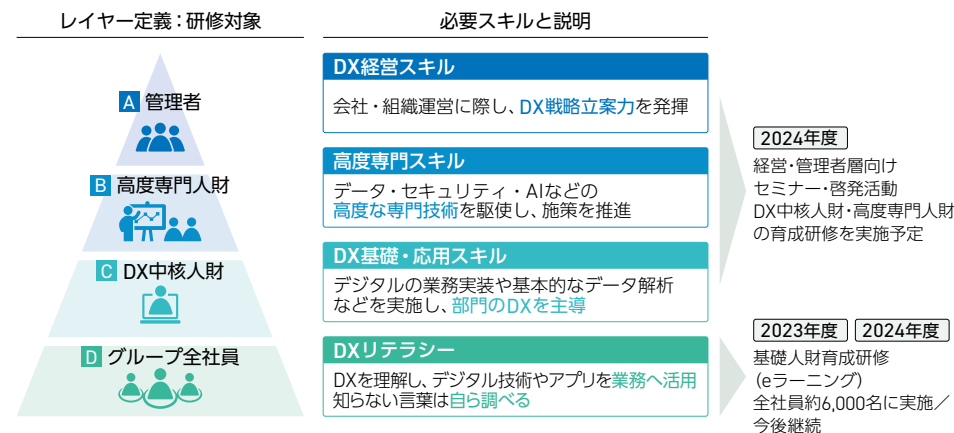 レイヤー定義：研修対象
A 管理者
B 高度専門人財
C DX中核人財
D グループ全社員
必要スキルと説明
DX経営スキル
会社・組織運営に際し、DX戦略立案力を発揮
高度専門スキル
データ・セキュリティ・AIなどの
高度な専門技術を駆使し、施策を推進
DX基礎・応用スキル
デジタルの業務実装や基本的なデータ解析
などを実施し、部門のDXを主導
DXリテラシー
DXを理解し、デジタル技術やアプリを業務へ活用
知らない言葉は自ら調べる
2024年度
経営・管理者層向け
セミナー・啓発活動
DX中核人財・高度専門人財
の育成研修を実施予定
2023年度 2024年度
基礎人財育成研修
（eラーニング）
全社員約6,000名に実施／
今後継続